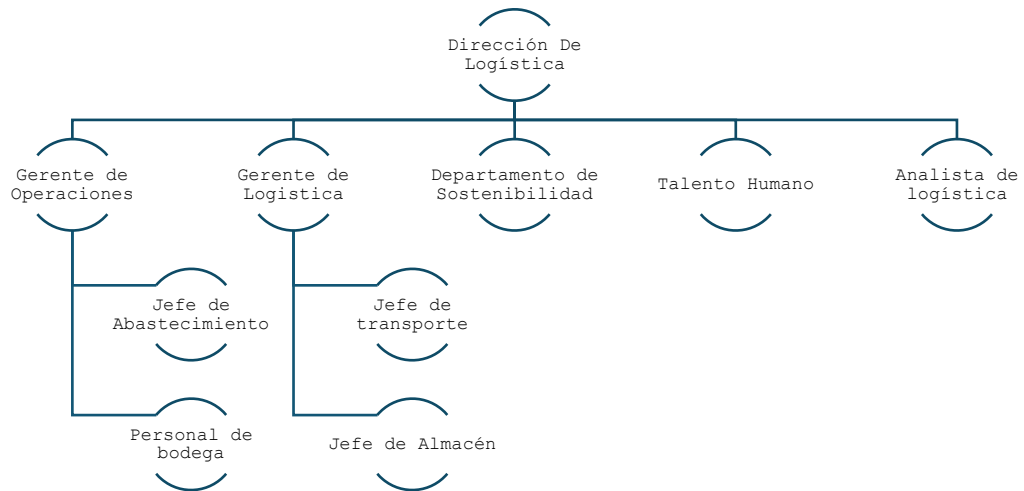 Dirección De
Logística
Gerente de
Operaciones
Gerente de
Logistica
Departamento de
Sostenibilidad
Talento Humano
Analista de
logística
Jefe de
Abastecimiento
Jefe de
transporte
Personal de
bodega
Jefe de Almacén